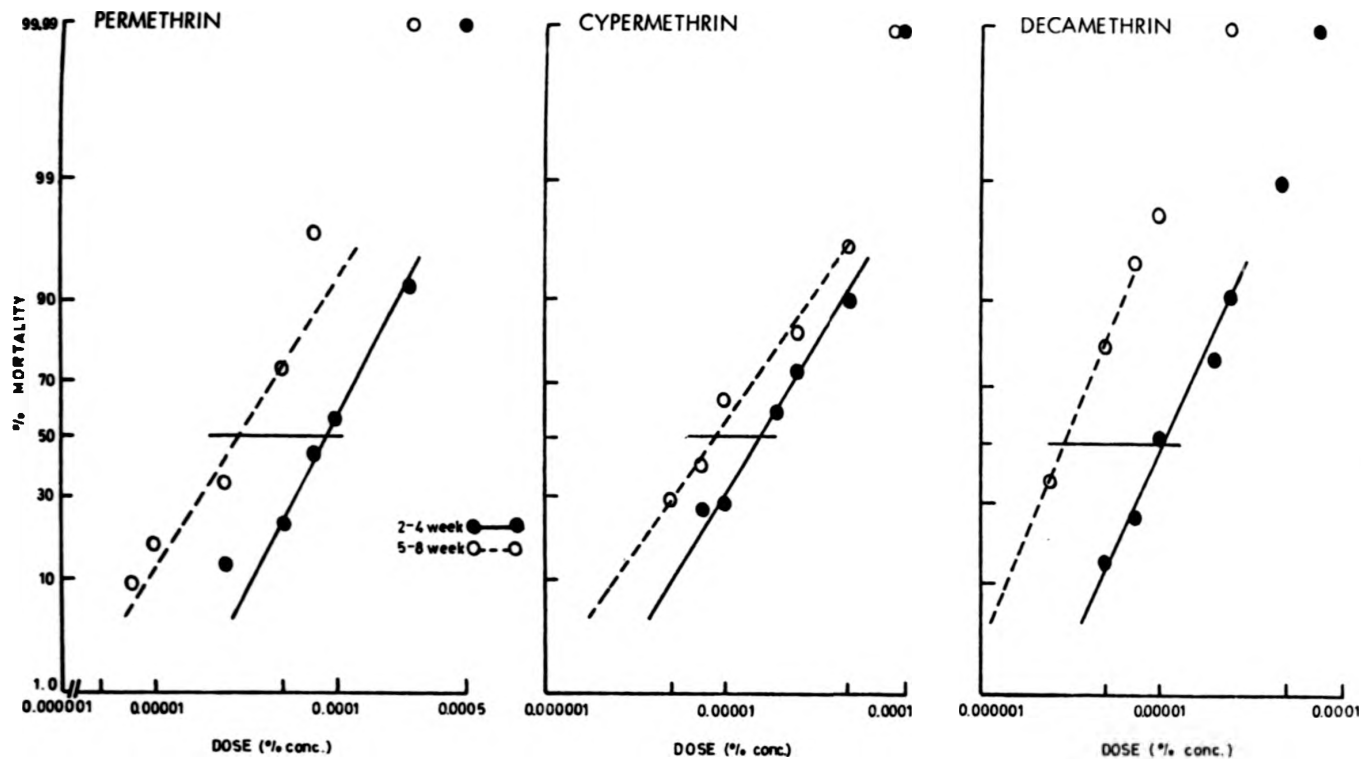 PERMETHRIN
CYPERMETHRIN
DECAMETHRIN
99.99
99
90
70
50
30
10
1.0
% MORTALITY
2-4 week
5-8 week
0.000001
0.00001
0.0001
0.0005
0.000001
0.00001
0.0001
0.000001
0.00001
0.0001
DOSE (% conc.)
DOSE (% conc.)
DOSE (% conc.)